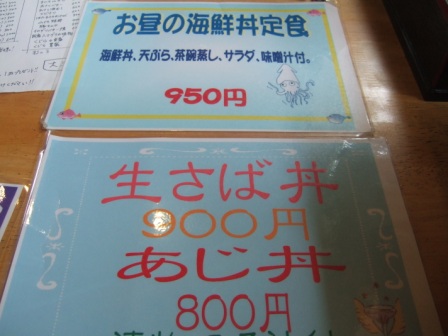 お昼の海鮮丼定食
海鮮丼、天ぷら、茶碗蒸し、サラダ、味噌汁付。
950円
生さば丼
900円
あじ丼
800円